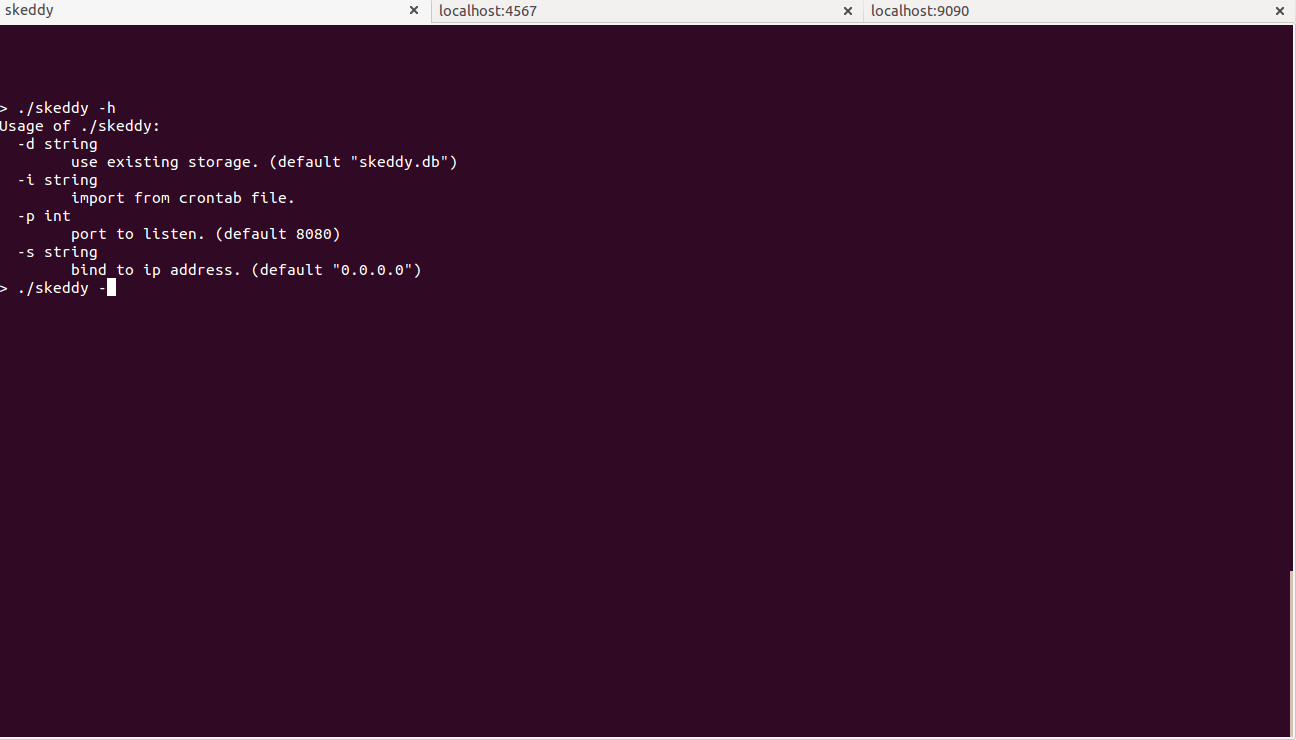 skeddy × localhost:4567 × localhost:9090 ×
> ./skeddy -h
Usage of ./skeddy:
  -d string
        use existing storage. (default "skeddy.db")
  -i string
        import from crontab file.
  -p int
        port to listen. (default 8080)
  -s string
        bind to ip address. (default "0.0.0.0")
> ./skeddy -